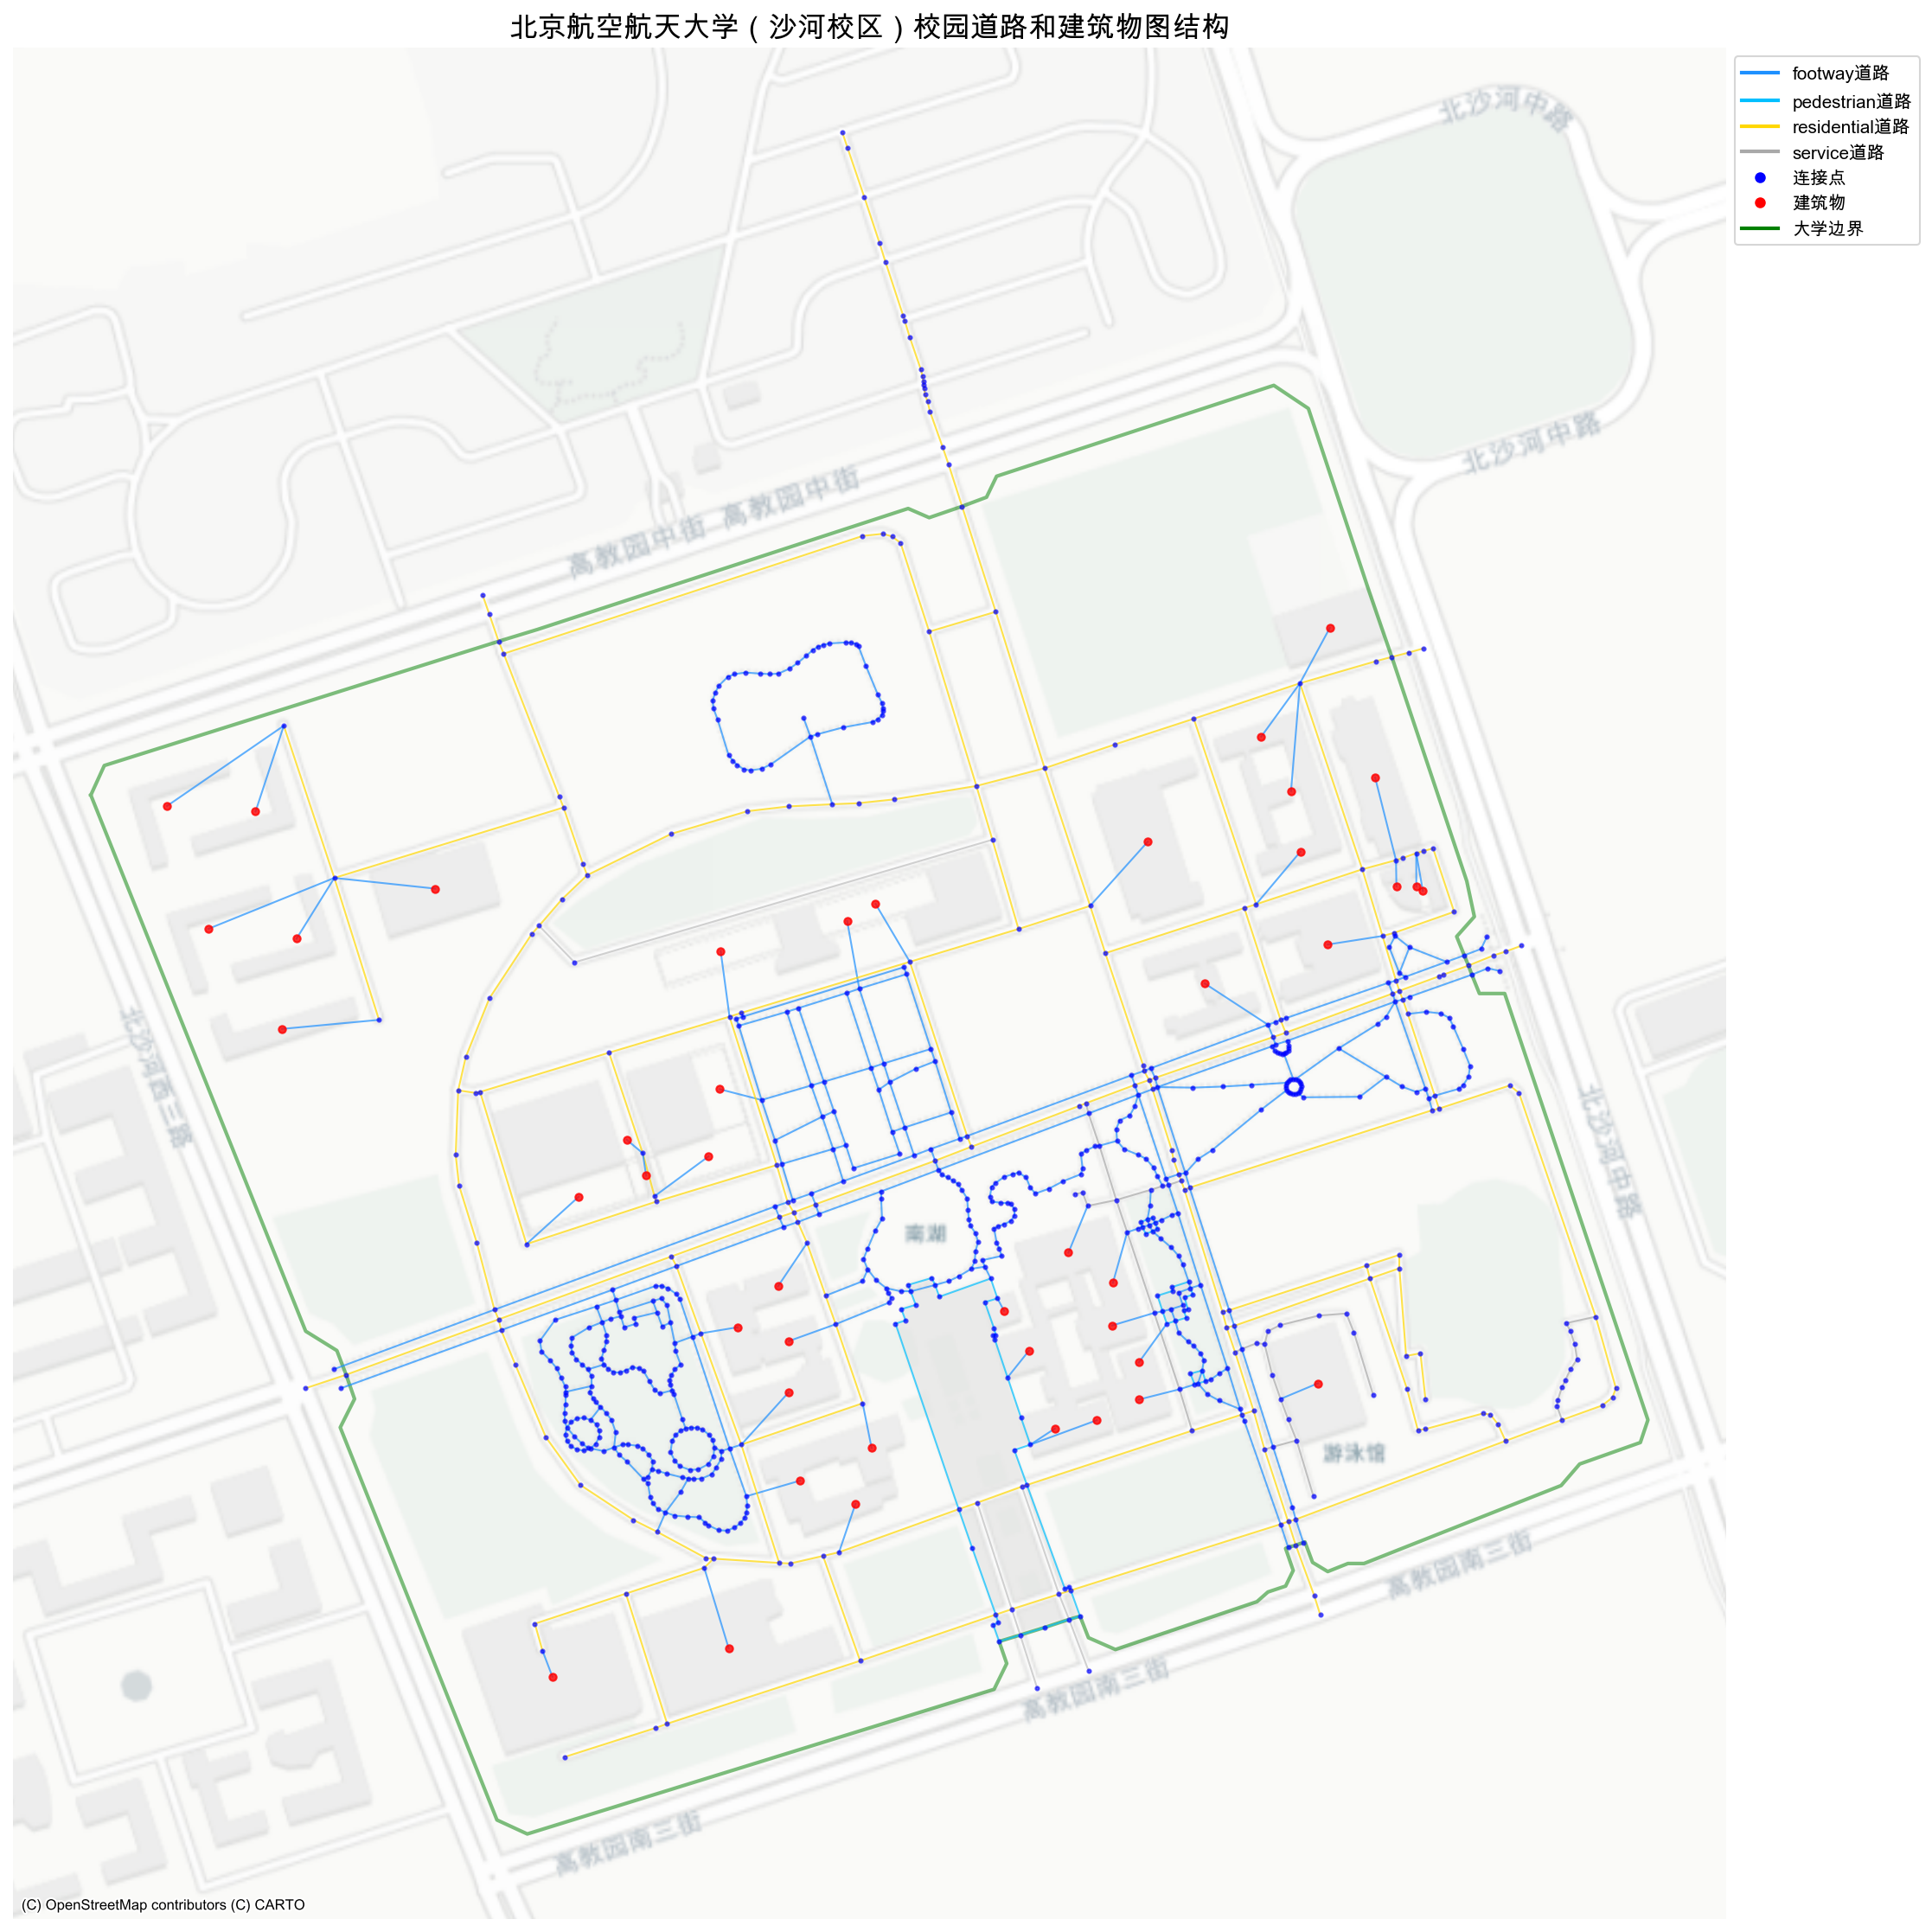 北京航空航天大学（沙河校区）校园道路和建筑物图结构
footway道路
pedestrian道路
residential道路
service道路
连接点
建筑物
大学边界
北沙河中路
北沙河中路
高教园中街 高教园中街
北沙河西三路
北沙河中路
南湖
游泳馆
高教园南三街
高教园南三街
高教园南三街
(C) OpenStreetMap contributors (C) CARTO